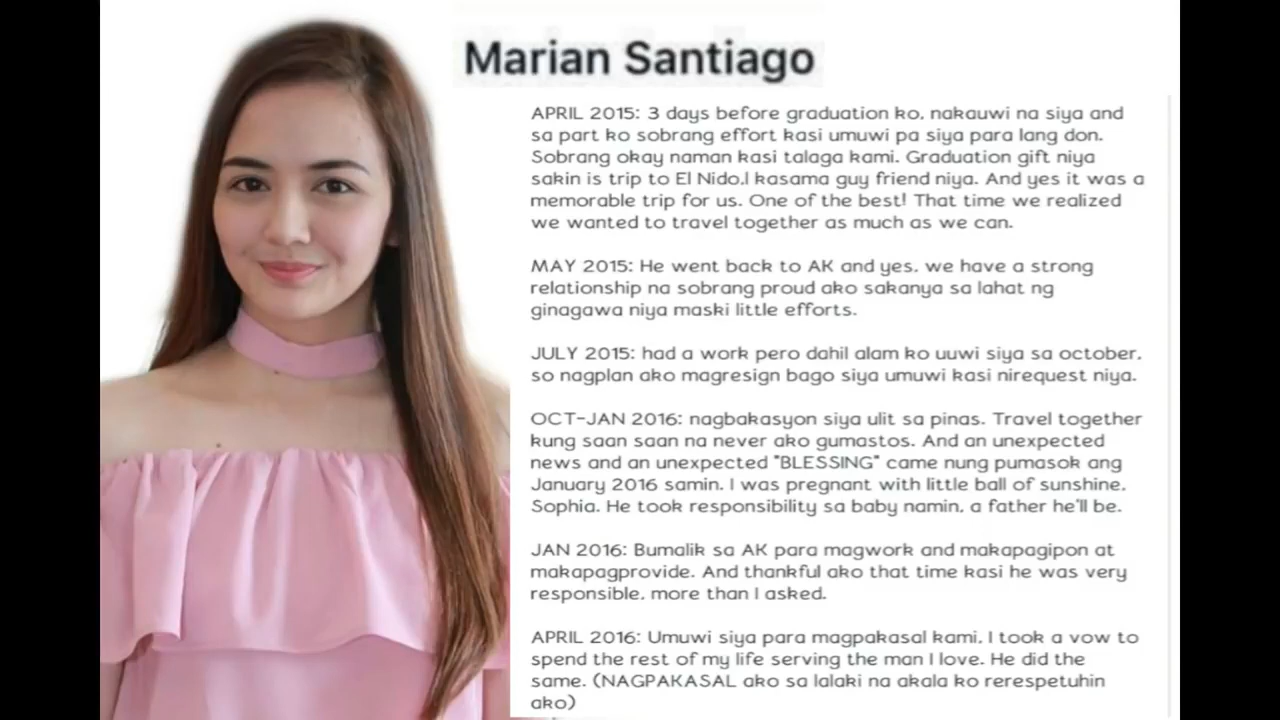 Marian Santiago
APRIL 2015: 3 days before graduation ko, nakauwi na siya and
sa part ko sobrang effort kasi umuwi pa siya para lang don.
Sobrang okay naman kasi talaga kami. Graduation gift niya
sakin is trip to El Nido,l kasama guy friend niya. And yes it was a
memorable trip for us. One of the best! That time we realized
we wanted to travel together as much as we can.
MAY 2015: He went back to AK and yes, we have a strong
relationship na sobrang proud ako sakanya sa lahat ng
ginagawa niya maski little efforts.
JULY 2015: had a work pero dahil alam ko uuwi siya sa october,
so nagplan ako magresign bago siya umuwi kasi nirequest niya.
OCT-JAN 2016: nagbakasyon siya ulit sa pinas. Travel together
kung saan saan na never ako gumastos. And an unexpected
news and an unexpected "BLESSING" came nung pumasok ang
January 2016 samin. I was pregnant with little ball of sunshine,
Sophia. He took responsibility sa baby namin, a father he'll be.
JAN 2016: Bumalik sa AK para magwork and makapagipon at
makapagprovide. And thankful ako that time kasi he was very
responsible, more than I asked.
APRIL 2016: Umuwi siya para magpakasal kami. I took a vow to
spend the rest of my life serving the man I love. He did the
same. (NAGPAKASAL ako sa lalaki na akala ko rerespetuhin
ako)